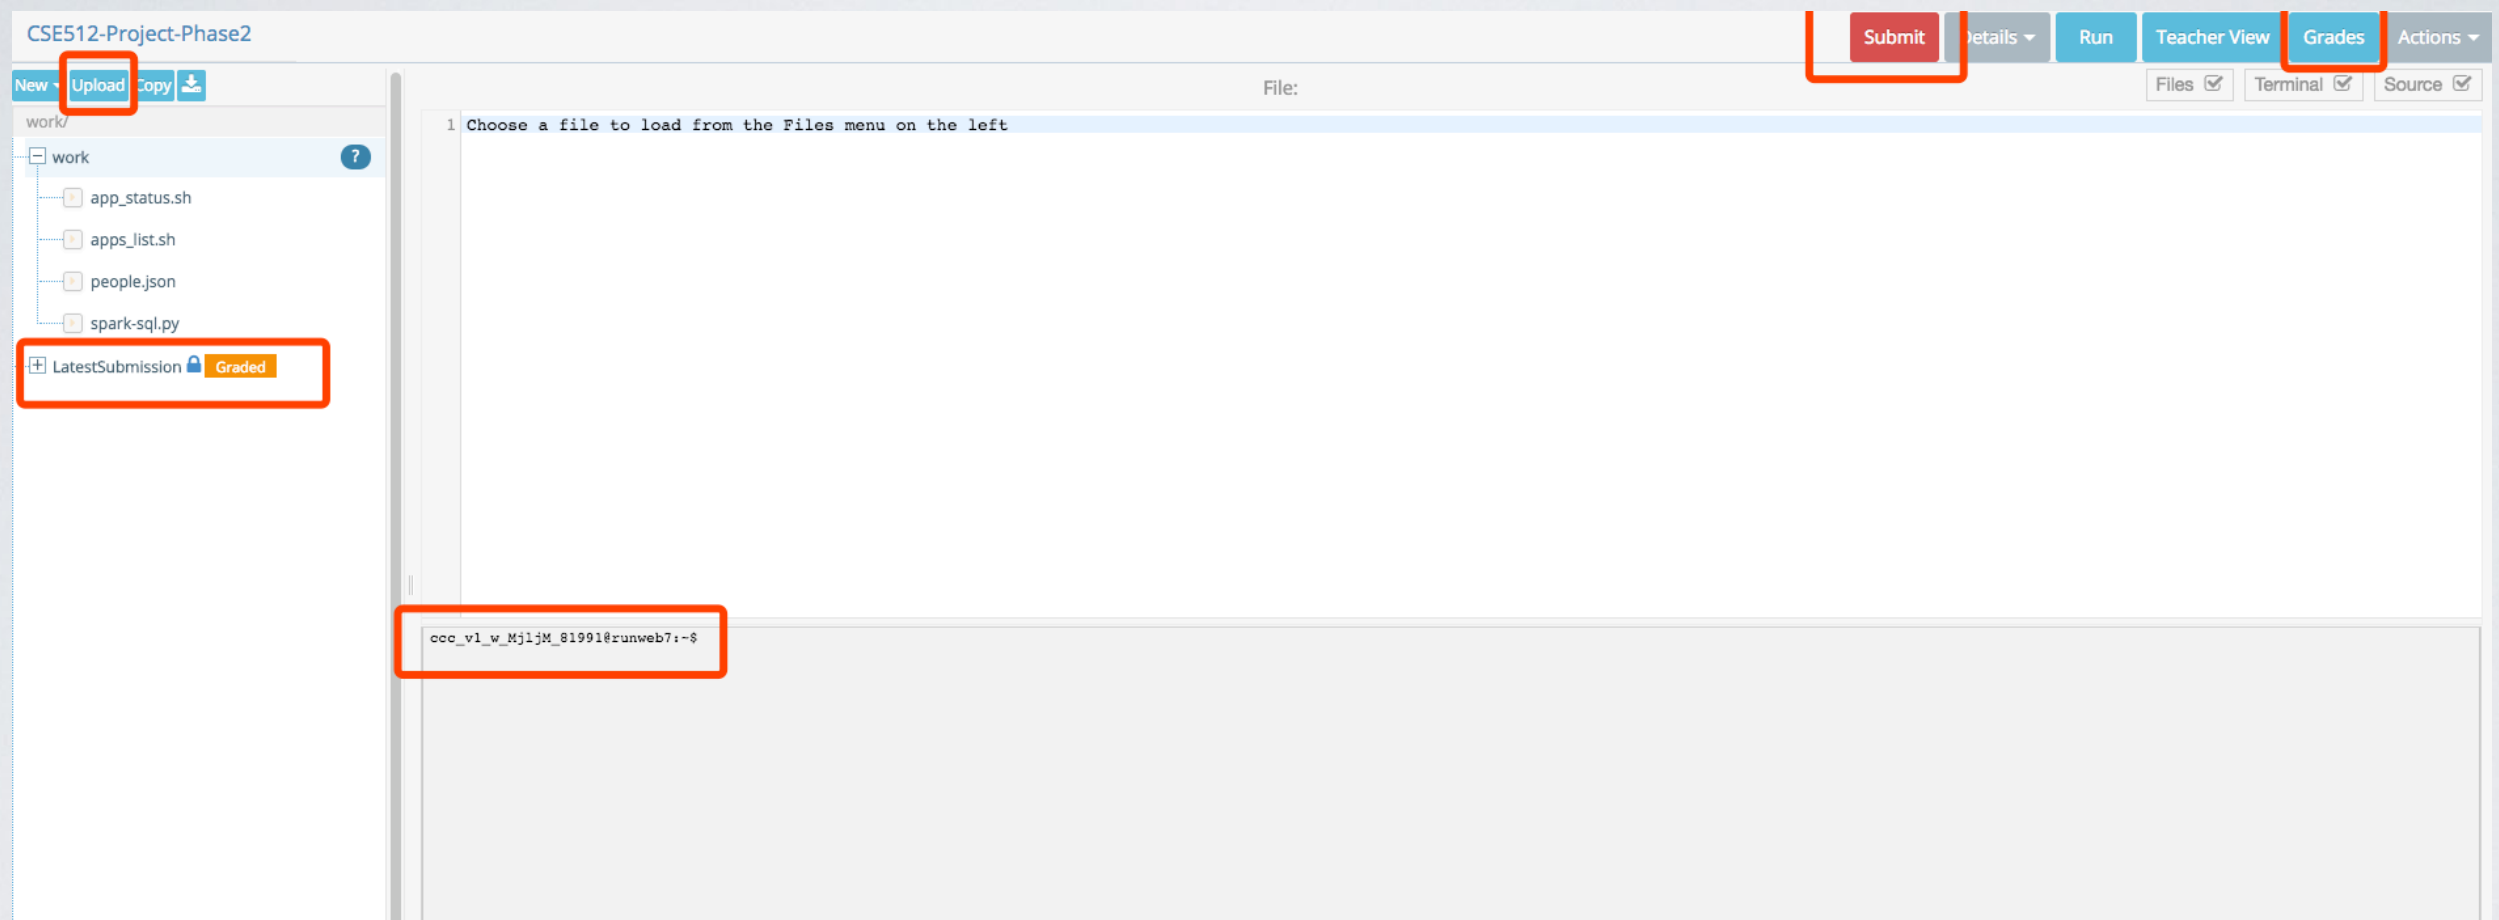 CSE512-Project-Phase2
Submit Details Run Teacher View Grades Actions
New Upload Copy
File:
Files Terminal Source
work/
1 Choose a file to load from the Files menu on the left
work ?
app_status.sh
apps_list.sh
people.json
spark-sql.py
LatestSubmission Graded
ccc_v1_w_MjljM_81991@runweb7:~$